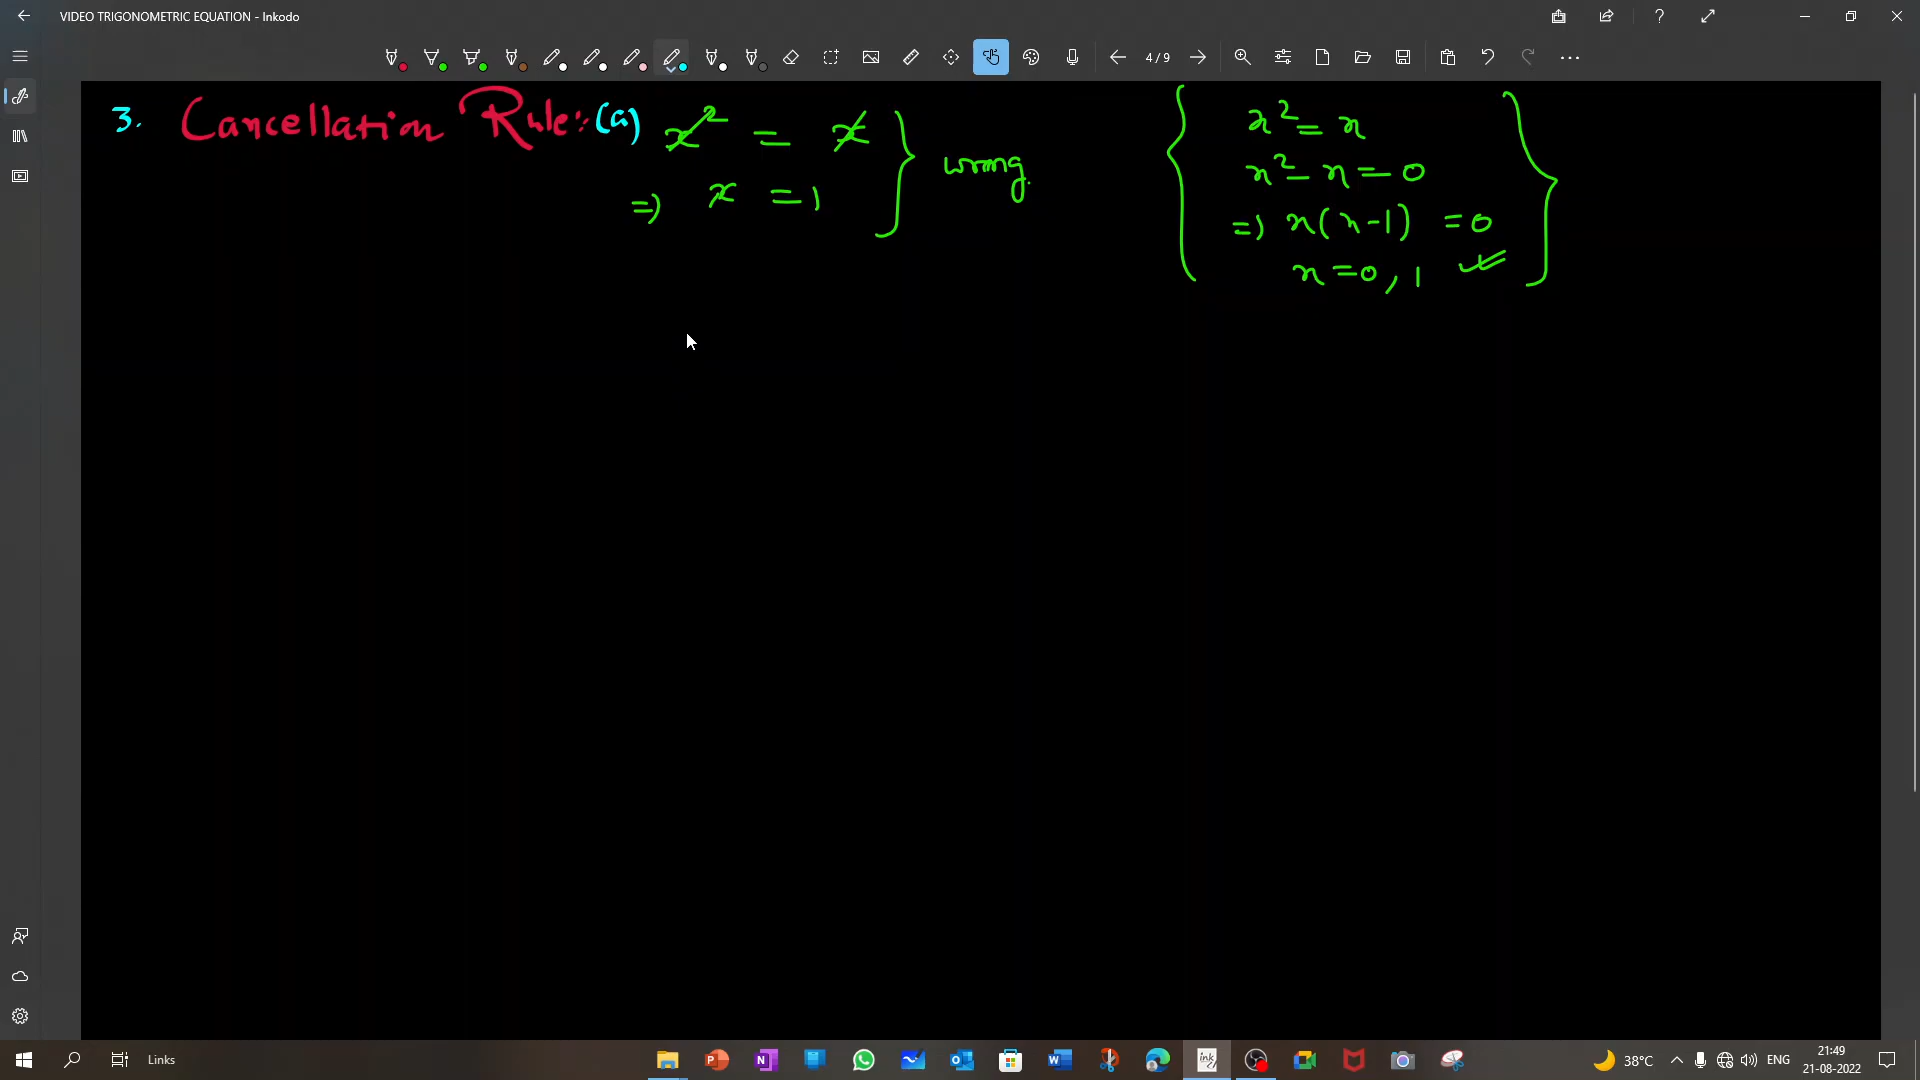 VIDEO TRIGONOMETRIC EQUATION - Inkodo
4 / 9
3. Cancellation Rule:- (a) x² = x } wrong.
=) x = 1
{ x² = x
x² - x = 0
=) x(x-1) = 0
x = 0, 1 }
Links
38°C
ENG
21:49
21-08-2022